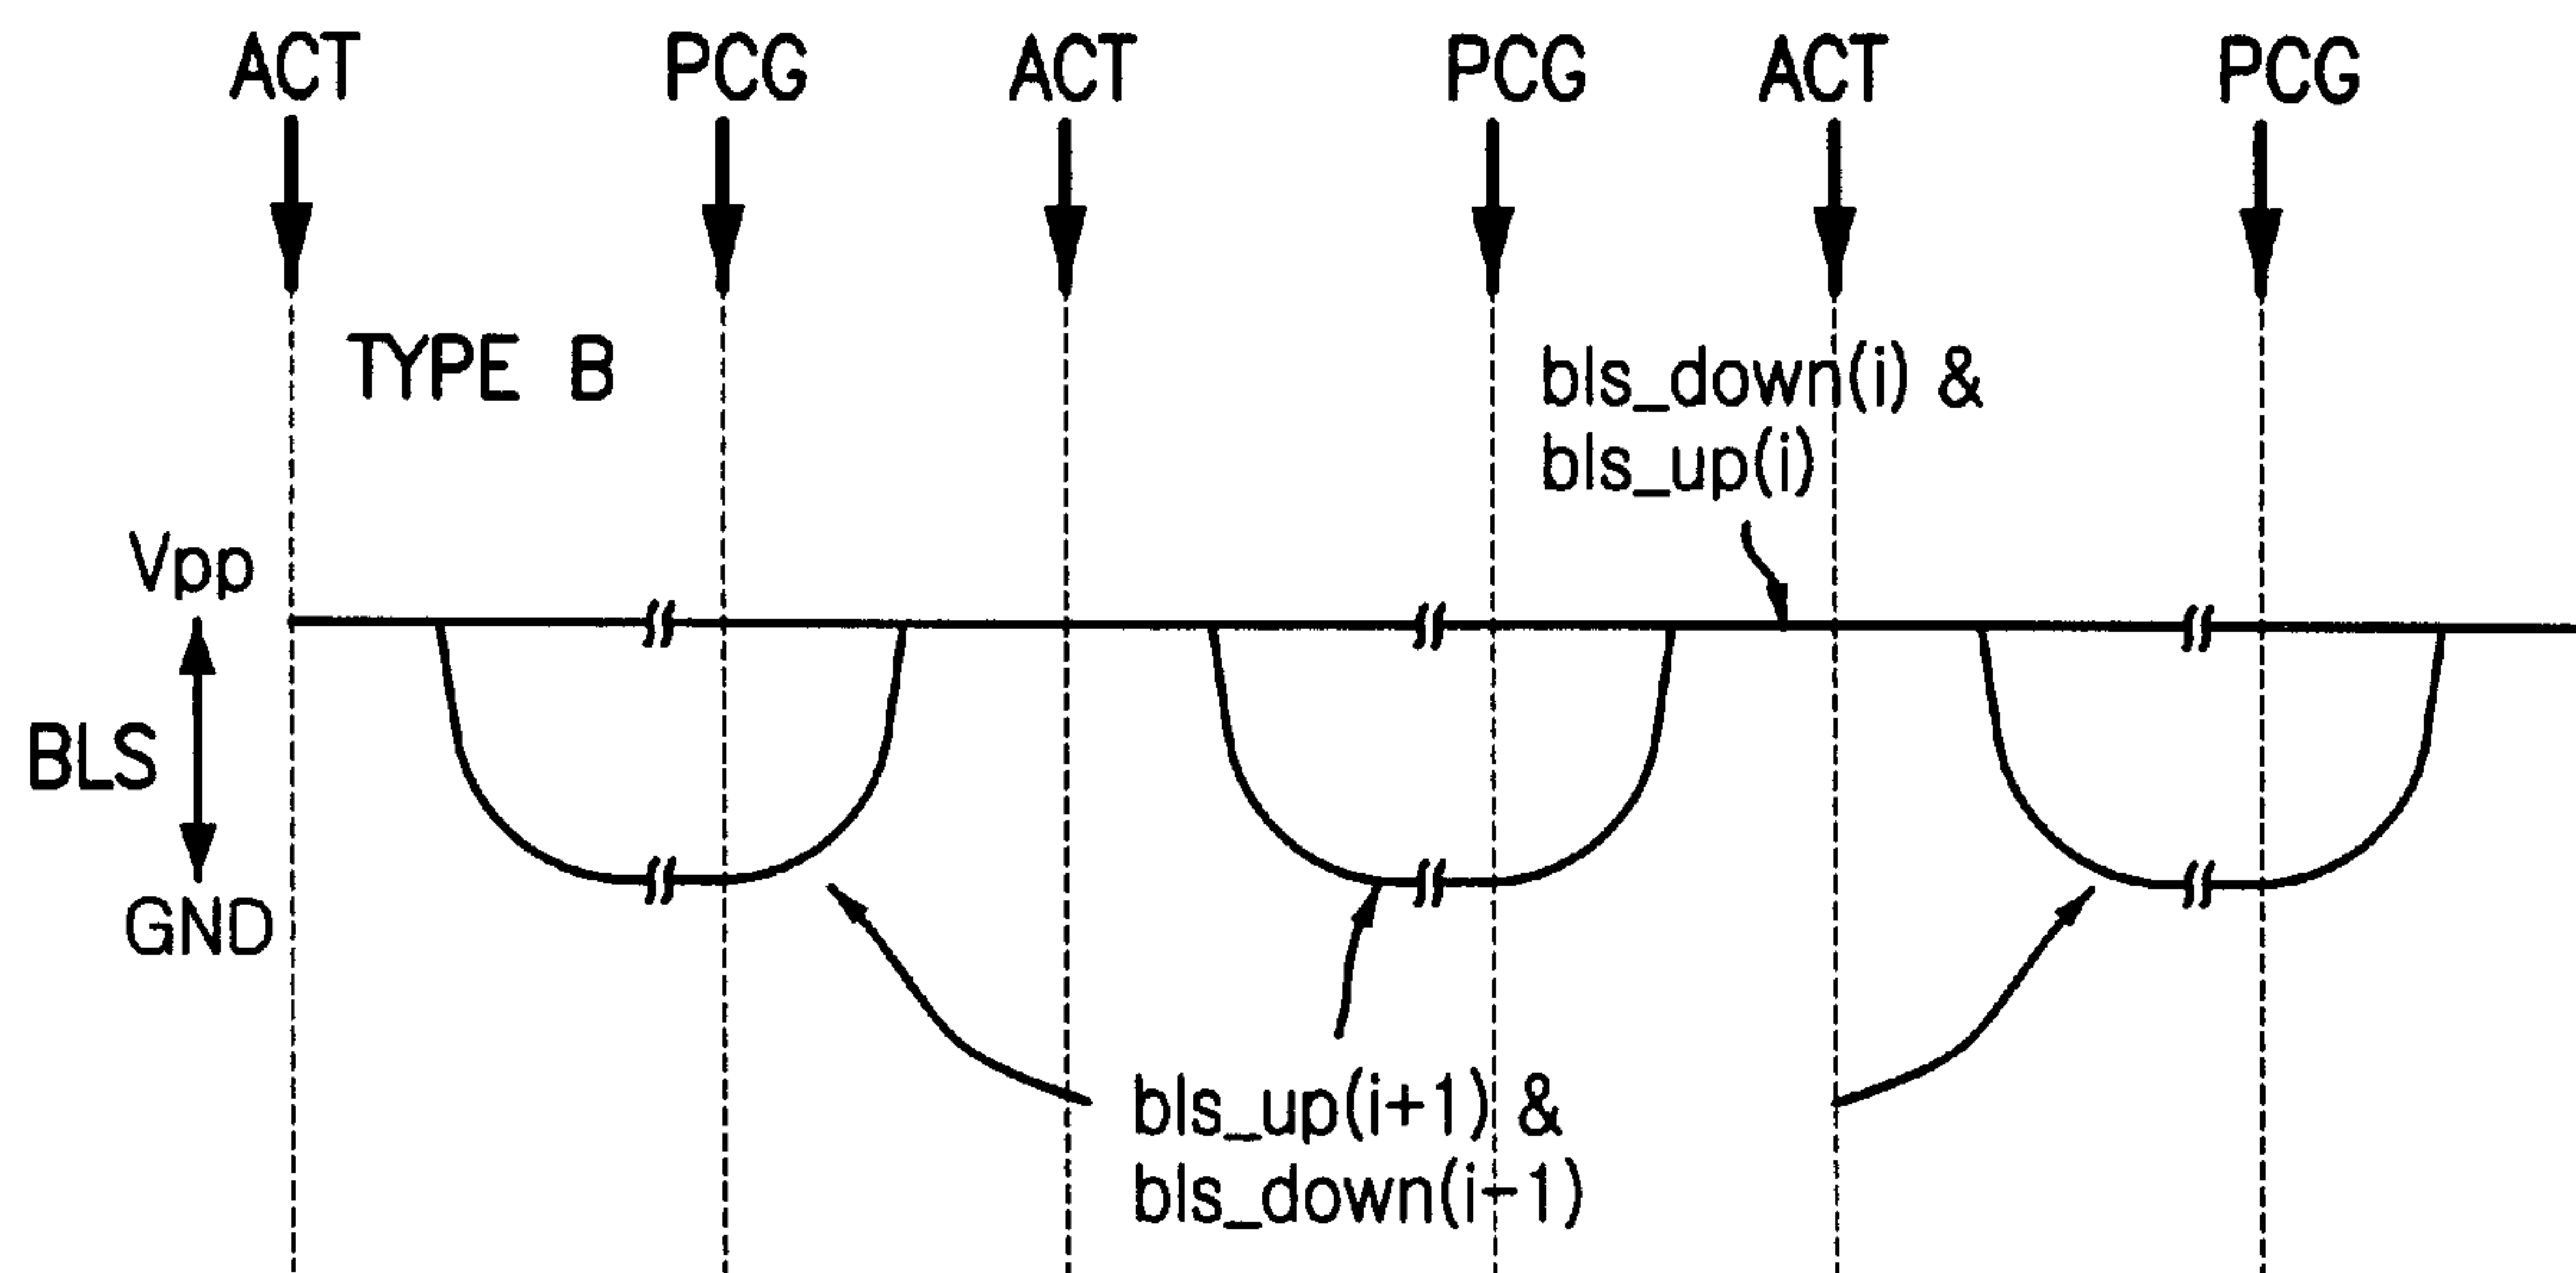 ACT PCG ACT PCG ACT PCG
TYPE B
bls_down(i) &
bls_up(i)
Vpp
BLS
GND
bls_up(i+1) &
bls_down(i-1)